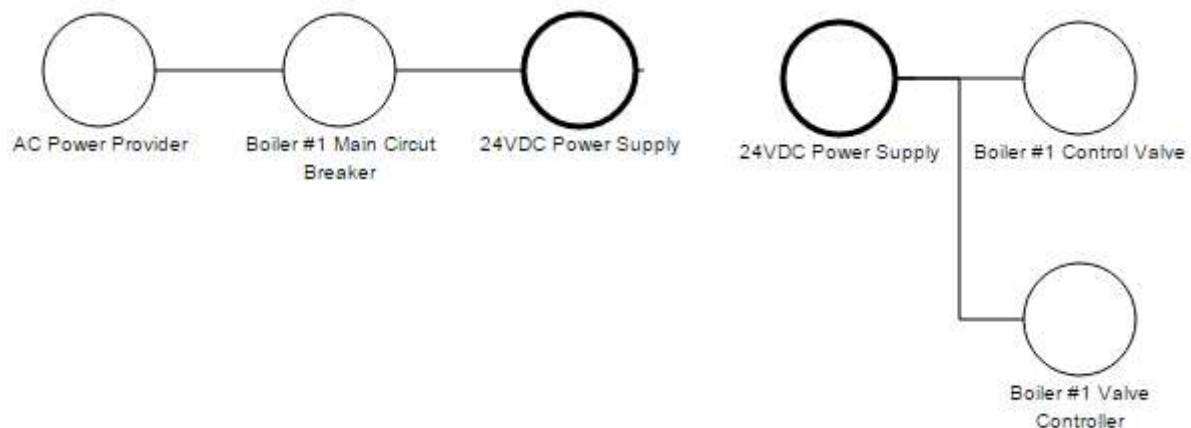 AC Power Provider
Boiler #1 Main Circut
Breaker
24VDC Power Supply
24VDC Power Supply
Boiler #1 Control Valve
Boiler #1 Valve
Controller